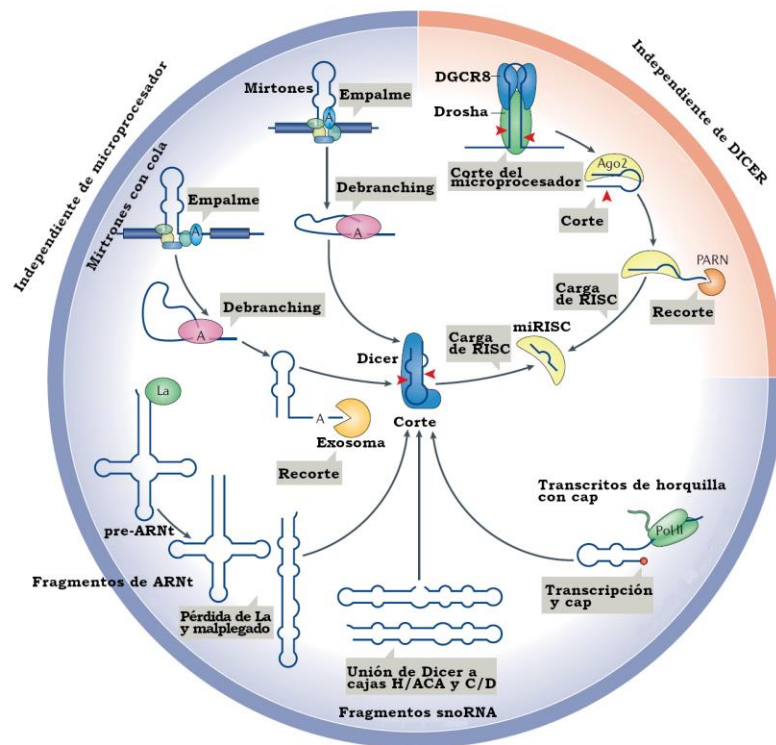 Independiente de microprocesador
Independiente de DICER
Mirtrones con cola
Mirtones
Empalme
A
Debranching
A
Empalme
A
Debranching
A
DGCR8
Drosha
Corte del
microprocesador
Ago2
Corte
PARN
Recorte
Carga
de RISC
miRISC
Carga
de RISC
Dicer
Corte
A
Exosoma
Recorte
La
pre-ARNt
Fragmentos de ARNt
Pérdida de La
y malplegado
Unión de Dicer a
cajas H/ACA y C/D
Fragmentos snoRNA
Transcritos de horquilla
con cap
Pol II
Transcripción
y cap